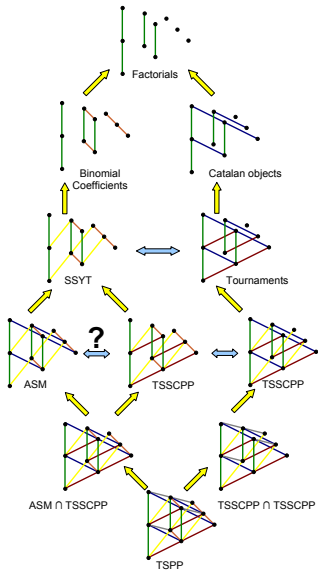 Factorials
Binomial
Coefficients
Catalan objects
SSYT
Tournaments
?
ASM
TSSCPP
TSSCPP
ASM ∩ TSSCPP
TSSCPP ∩ TSSCPP
TSPP